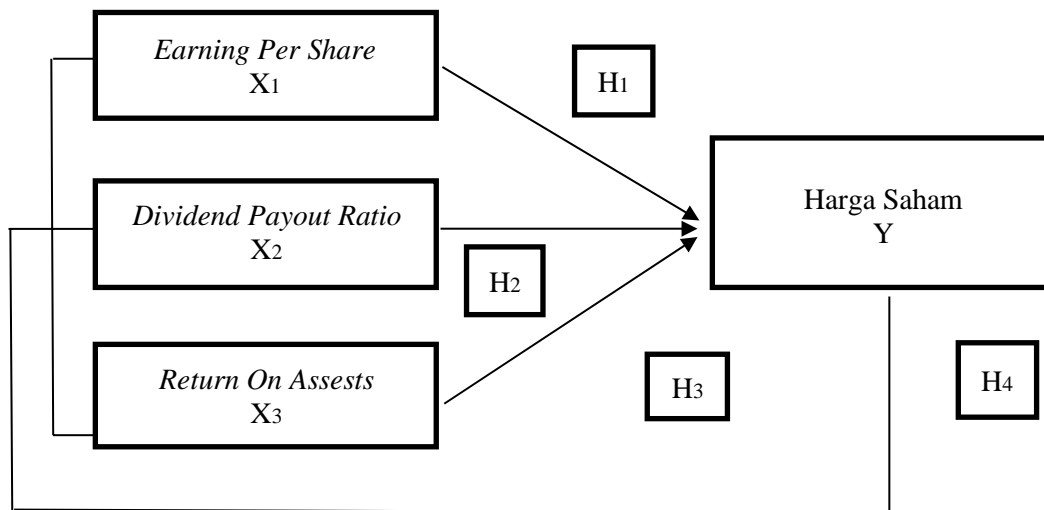 Earning Per Share
X1
H1
Harga Saham
Y
Dividend Payout Ratio
X2
H2
Return On Assests
X3
H3
H4